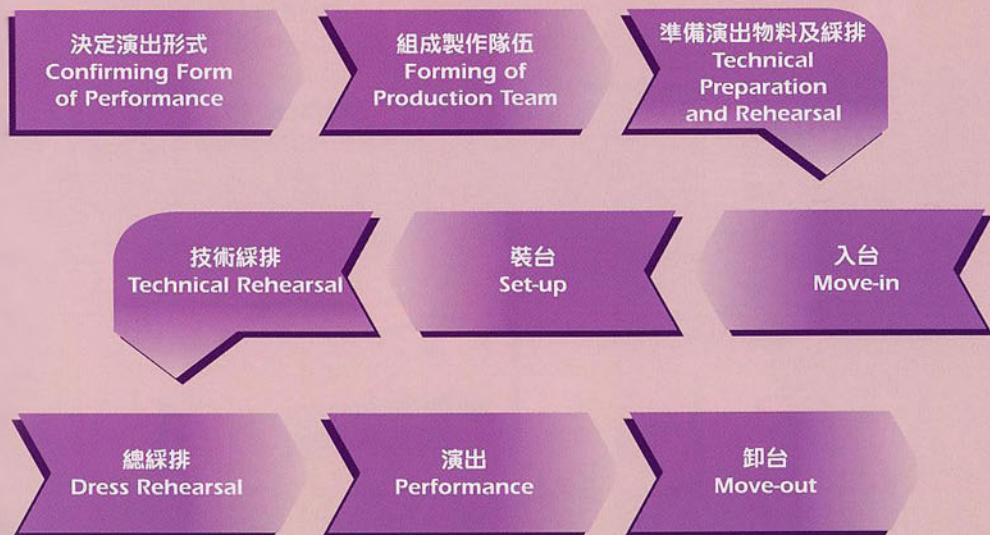 決定演出形式
Confirming Form
of Performance
組成製作隊伍
Forming of
Production Team
準備演出物料及綵排
Technical
Preparation
and Rehearsal
入台
Move-in
裝台
Set-up
技術綵排
Technical Rehearsal
總綵排
Dress Rehearsal
演出
Performance
卸台
Move-out